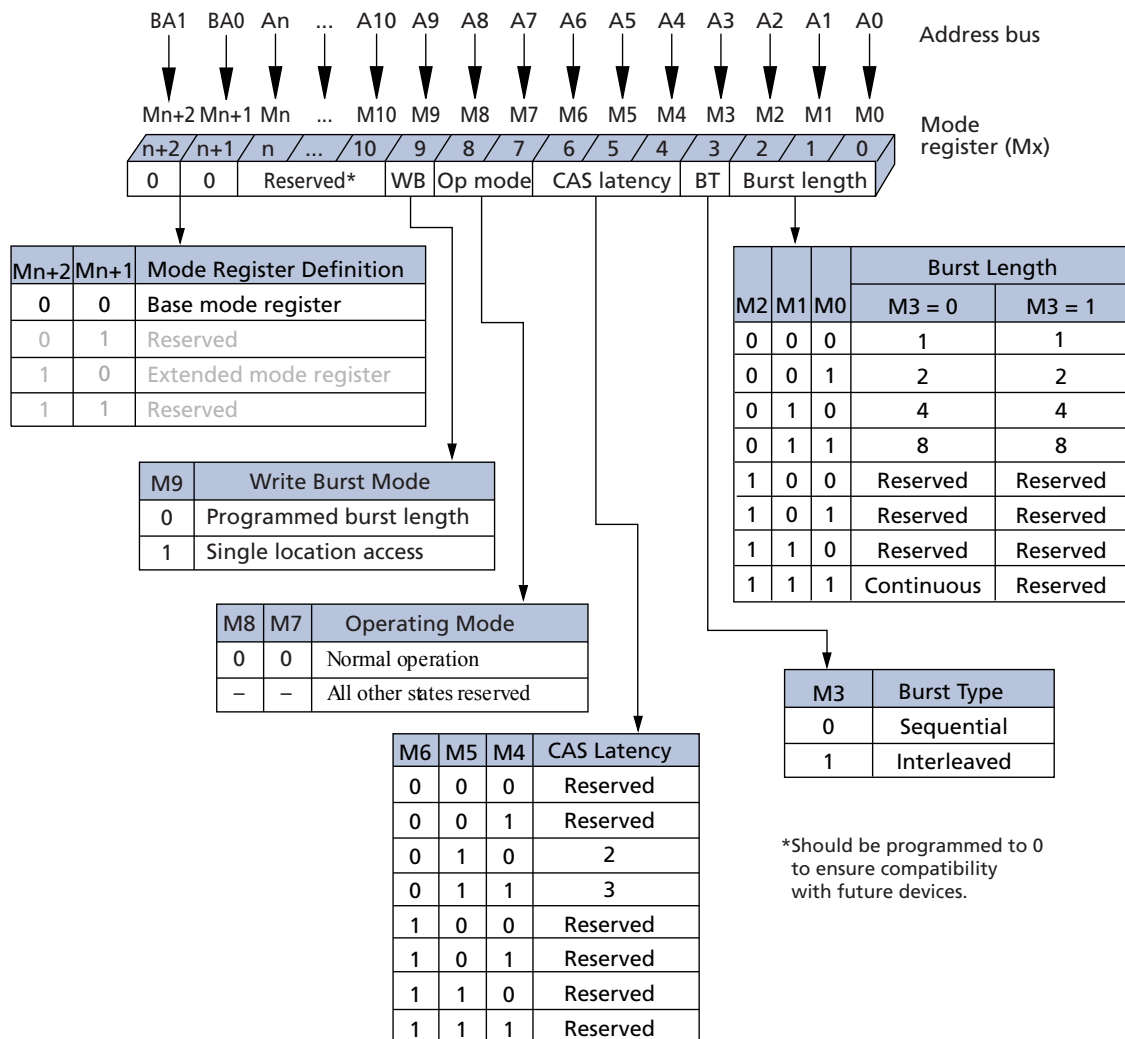 BA1 BA0 An ... A10 A9 A8 A7 A6 A5 A4 A3 A2 A1 A0 Address bus
Mn+2 Mn+1 Mn ... M10 M9 M8 M7 M6 M5 M4 M3 M2 M1 M0
Mode
register (Mx)
n+2 n+1 n ... 10 9 8 7 6 5 4 3 2 1 0
0 0 Reserved* WB Op mode CAS latency BT Burst length
Mn+2 Mn+1 Mode Register Definition
0 0 Base mode register
0 1 Reserved
1 0 Extended mode register
1 1 Reserved
Burst Length
M2 M1 M0 M3 = 0 M3 = 1
0 0 0 1 1
0 0 1 2 2
0 1 0 4 4
0 1 1 8 8
1 0 0 Reserved Reserved
1 0 1 Reserved Reserved
1 1 0 Reserved Reserved
1 1 1 Continuous Reserved
M9 Write Burst Mode
0 Programmed burst length
1 Single location access
M8 M7 Operating Mode
0 0 Normal operation
– – All other states reserved
M3 Burst Type
0 Sequential
1 Interleaved
M6 M5 M4 CAS Latency
0 0 0 Reserved
0 0 1 Reserved
0 1 0 2
0 1 1 3
1 0 0 Reserved
1 0 1 Reserved
1 1 0 Reserved
1 1 1 Reserved
*Should be programmed to 0
to ensure compatibility
with future devices.